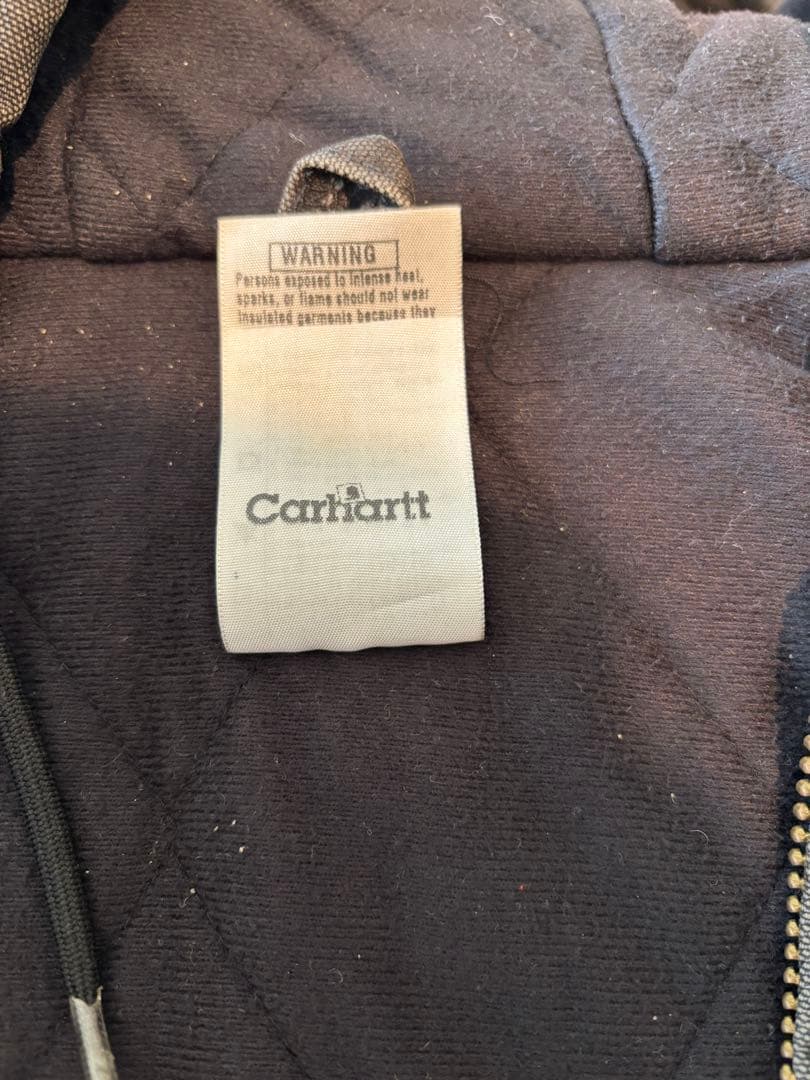 WARNING
Persons exposed to intense heat,
sparks, or flame should not wear
insulated garments because they
Carhartt